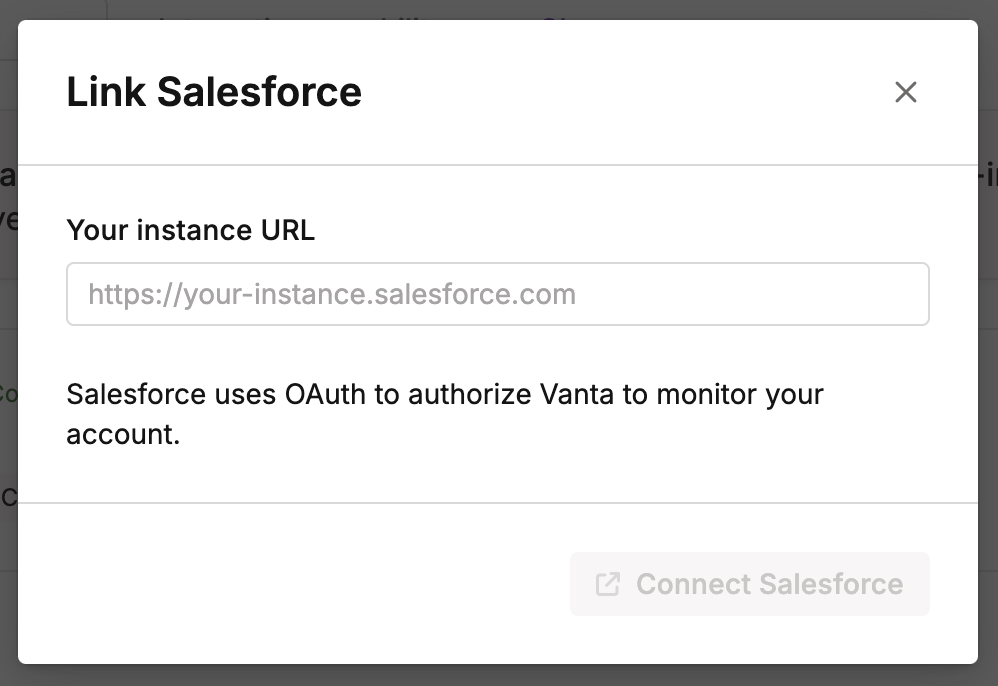 Link Salesforce
Your instance URL
https://your-instance.salesforce.com
Salesforce uses OAuth to authorize Vanta to monitor your
account.
Connect Salesforce